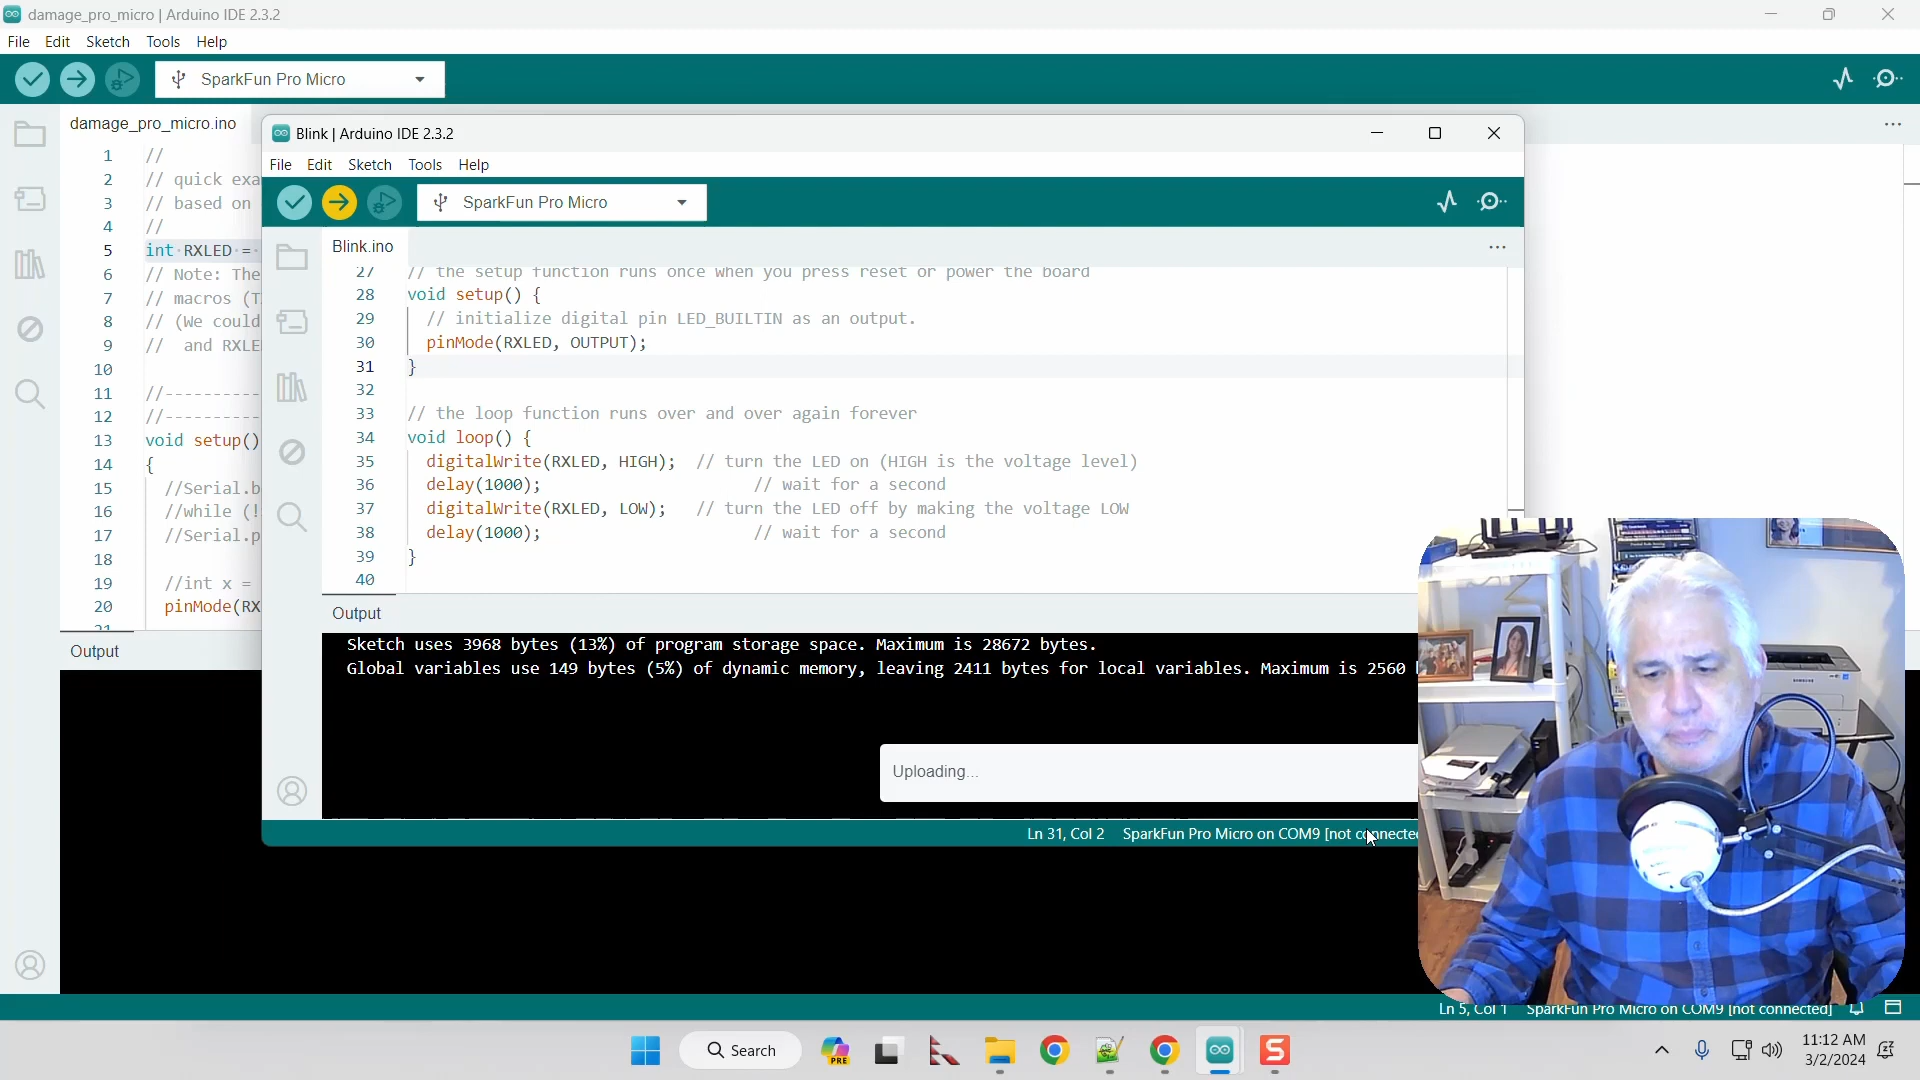 damage_pro_micro | Arduino IDE 2.3.2
File Edit Sketch Tools Help
SparkFun Pro Micro
damage_pro_micro.ino
1 //
2 // quick exa
3 // based on
4 //
5 int RXLED =
6 // Note: The
7 // macros (T
8 // (We could
9 // and RXLE
10
11 //----------
12 //----------
13 void setup()
14 {
15 //Serial.b
16 //while (!
17 //Serial.p
18
19 //int x =
20 pinMode(RX
21
Output
Blink | Arduino IDE 2.3.2
File Edit Sketch Tools Help
SparkFun Pro Micro
Blink.ino
27 // the setup function runs once when you press reset or power the board
28 void setup() {
29 // initialize digital pin LED_BUILTIN as an output.
30 pinMode(RXLED, OUTPUT);
31 }
32
33 // the loop function runs over and over again forever
34 void loop() {
35 digitalWrite(RXLED, HIGH); // turn the LED on (HIGH is the voltage level)
36 delay(1000); // wait for a second
37 digitalWrite(RXLED, LOW); // turn the LED off by making the voltage LOW
38 delay(1000); // wait for a second
39 }
40
Output
Sketch uses 3968 bytes (13%) of program storage space. Maximum is 28672 bytes.
Global variables use 149 bytes (5%) of dynamic memory, leaving 2411 bytes for local variables. Maximum is 2560
Uploading...
Ln 31, Col 2 SparkFun Pro Micro on COM9 [not connected
Ln 5, Col 1 SparkFun Pro Micro on COM9 [not connected]
Search
PRE
S
11:12 AM
3/2/2024